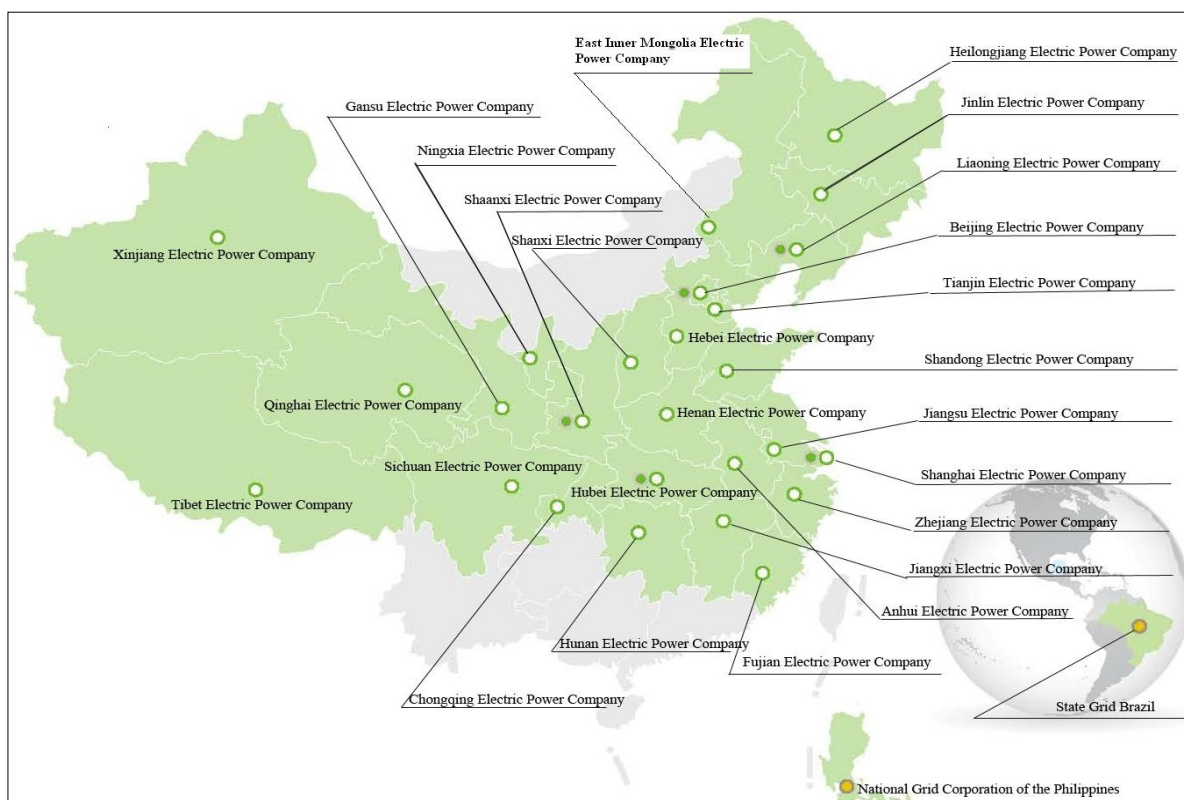 East Inner Mongolia Electric
Power Company
Heilongjiang Electric Power Company
Gansu Electric Power Company
Jinlin Electric Power Company
Ningxia Electric Power Company
Liaoning Electric Power Company
Shaanxi Electric Power Company
Shanxi Electric Power Company
Beijing Electric Power Company
Xinjiang Electric Power Company
Tianjin Electric Power Company
Hebei Electric Power Company
Shandong Electric Power Company
Qinghai Electric Power Company
Henan Electric Power Company
Jiangsu Electric Power Company
Sichuan Electric Power Company
Shanghai Electric Power Company
Hubei Electric Power Company
Tibet Electric Power Company
Zhejiang Electric Power Company
Jiangxi Electric Power Company
Anhui Electric Power Company
Hunan Electric Power Company
Fujian Electric Power Company
Chongqing Electric Power Company
State Grid Brazil
National Grid Corporation of the Philippines